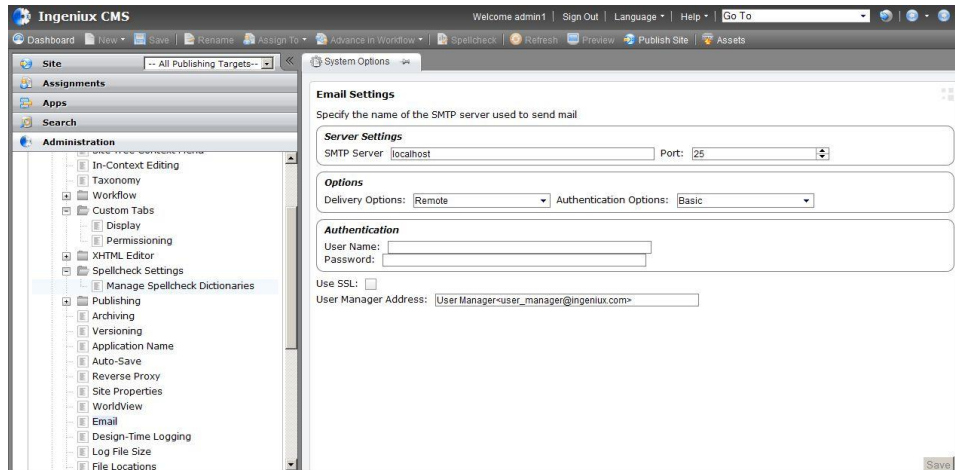 Ingeniux CMS
Welcome admin1 | Sign Out | Language | Help Go To
Dashboard New Save Rename Assign To Advance in Workflow Spellcheck Refresh Preview Publish Site Assets
Site -- All Publishing Targets--
System Options
Assignments
Apps
Search
Administration
In-Context Editing
Taxonomy
Workflow
Custom Tabs
Display
Permissioning
XHTML Editor
Spellcheck Settings
Manage Spellcheck Dictionaries
Publishing
Archiving
Versioning
Application Name
Auto-Save
Reverse Proxy
Site Properties
WorldView
Email
Design-Time Logging
Log File Size
File Locations
Email Settings
Specify the name of the SMTP server used to send mail
Server Settings
SMTP Server localhost Port: 25
Options
Delivery Options: Remote Authentication Options: Basic
Authentication
User Name:
Password:
Use SSL:
User Manager Address: User Manager<user_manager@ingeniux.com>
Save